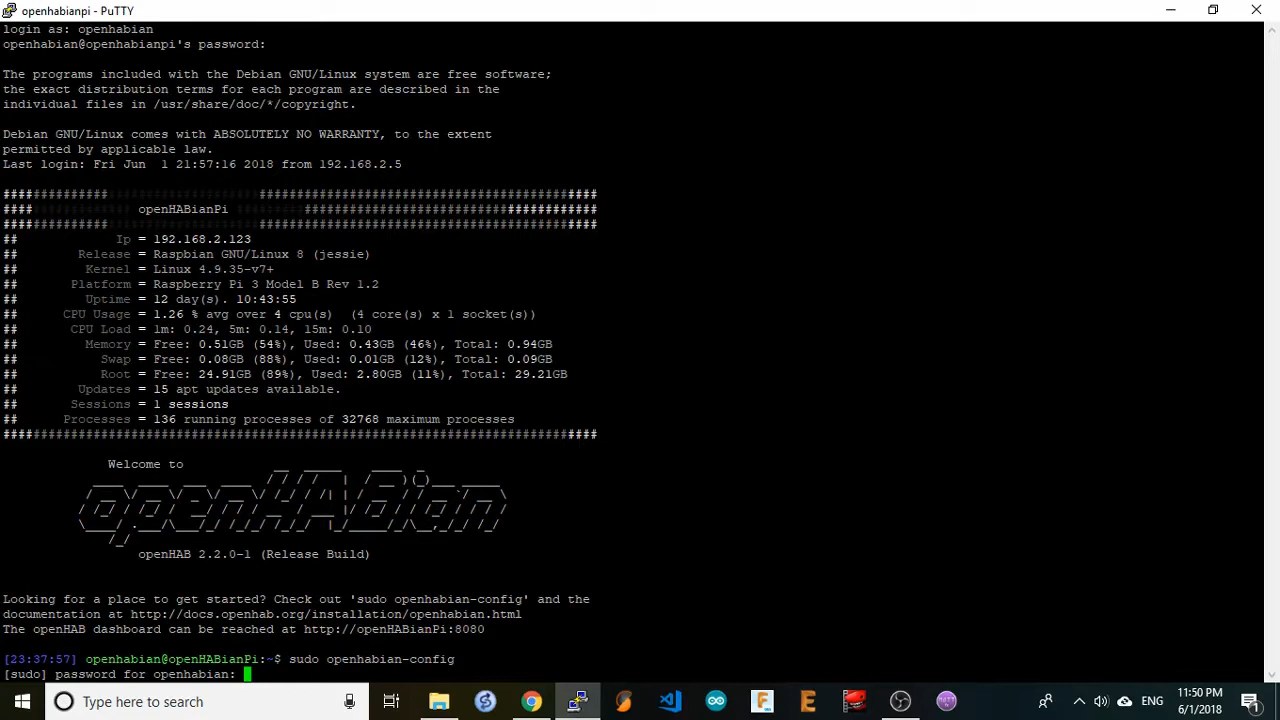 openhabianpi - PuTTY
login as: openhabian
openhabian@openhabianpi's password:
The programs included with the Debian GNU/Linux system are free software;
the exact distribution terms for each program are described in the
individual files in /usr/share/doc/*/copyright.
Debian GNU/Linux comes with ABSOLUTELY NO WARRANTY, to the extent
permitted by applicable law.
Last login: Fri Jun  1 21:57:16 2018 from 192.168.2.5
openHABianPi
## Ip = 192.168.2.123
## Release = Raspbian GNU/Linux 8 (jessie)
## Kernel = Linux 4.9.35-v7+
## Platform = Raspberry Pi 3 Model B Rev 1.2
## Uptime = 12 day(s). 10:43:55
## CPU Usage = 1.26 % avg over 4 cpu(s)  (4 core(s) x 1 socket(s))
## CPU Load = 1m: 0.24, 5m: 0.14, 15m: 0.10
## Memory = Free: 0.51GB (54%), Used: 0.43GB (46%), Total: 0.94GB
## Swap = Free: 0.08GB (88%), Used: 0.01GB (12%), Total: 0.09GB
## Root = Free: 24.91GB (89%), Used: 2.80GB (11%), Total: 29.21GB
## Updates = 15 apt updates available.
## Sessions = 1 sessions
## Processes = 136 running processes of 32768 maximum processes
Welcome to
openHABian
openHAB 2.2.0-1 (Release Build)
Looking for a place to get started? Check out 'sudo openhabian-config' and the
documentation at http://docs.openhab.org/installation/openhabian.html
The openHAB dashboard can be reached at http://openHABianPi:8080
[23:37:57] openhabian@openHABianPi:~$ sudo openhabian-config
[sudo] password for openhabian:
Type here to search
ENG
11:50 PM
6/1/2018